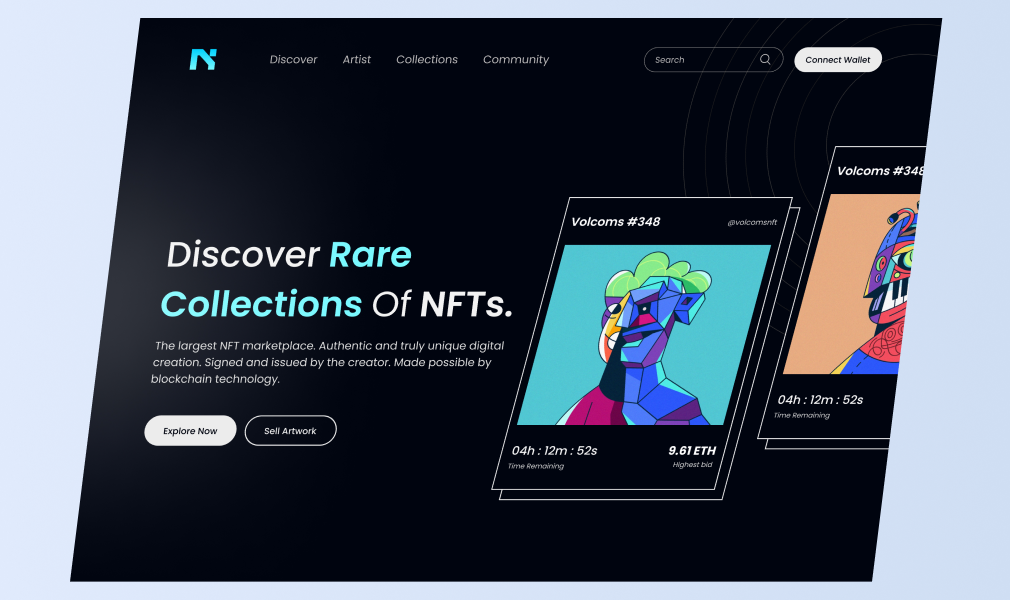 N
Discover Artist Collections Community Search Connect Wallet
Discover Rare
Collections Of NFTs.
The largest NFT marketplace. Authentic and truly unique digital
creation. Signed and issued by the creator. Made possible by
blockchain technology.
Explore Now Sell Artwork
Volcoms #348 @volcomsnft
04h : 12m : 52s 9.61 ETH
Time Remaining Highest bid
Volcoms #348
04h : 12m : 52s
Time Remaining